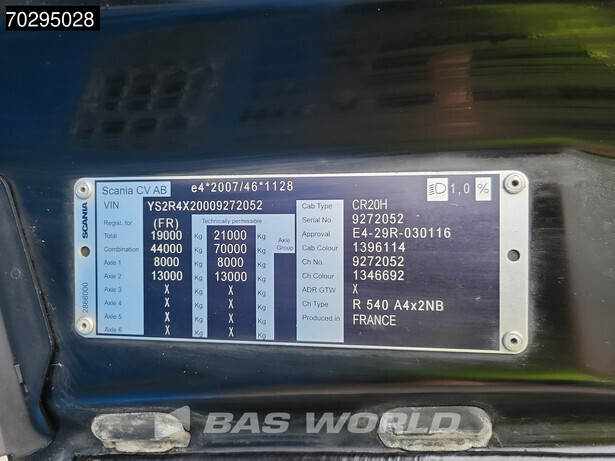 70295028
Scania CV AB e4*2007/46*1128 1,0 %
VIN YS2R4X20009272052 Cab Type CR20H
Regist. for (FR) Technically permissible Serial No. 9272052
Total 19000 Kg 21000 Kg Axle Group Approval E4-29R-030116
Combination 44000 Kg 70000 Kg Cab Colour 1396114
Axle 1 8000 Kg 8000 Kg Ch No. 9272052
Axle 2 13000 Kg 13000 Kg Ch Colour 1346692
Axle 3 X Kg X Kg ADR GTW X
Axle 4 X Kg X Kg Ch Type R 540 A4x2NB
Axle 5 X Kg X Kg Produced in FRANCE
Axle 6 X Kg X Kg
SCANIA
2866000
BAS WORLD